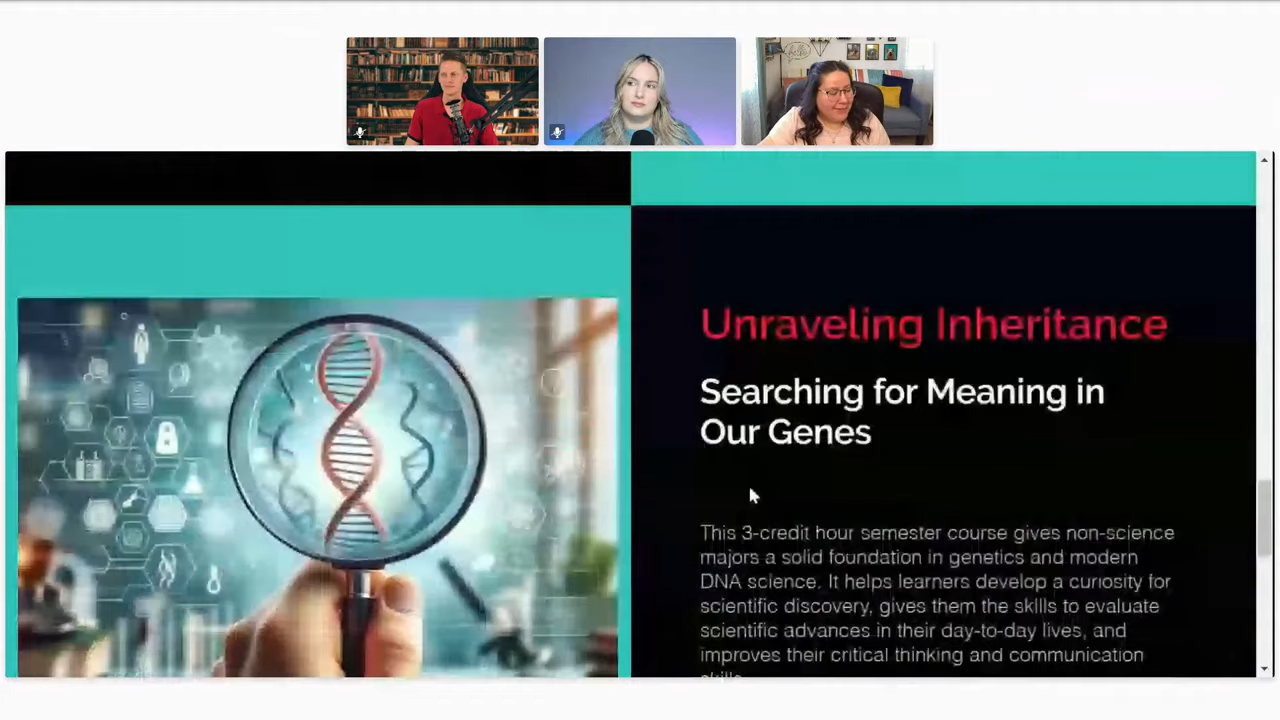 Unraveling Inheritance
Searching for Meaning in
Our Genes
This 3-credit hour semester course gives non-science
majors a solid foundation in genetics and modern
DNA science. It helps learners develop a curiosity for
scientific discovery, gives them the skills to evaluate
scientific advances in their day-to-day lives, and
improves their critical thinking and communication
skills.